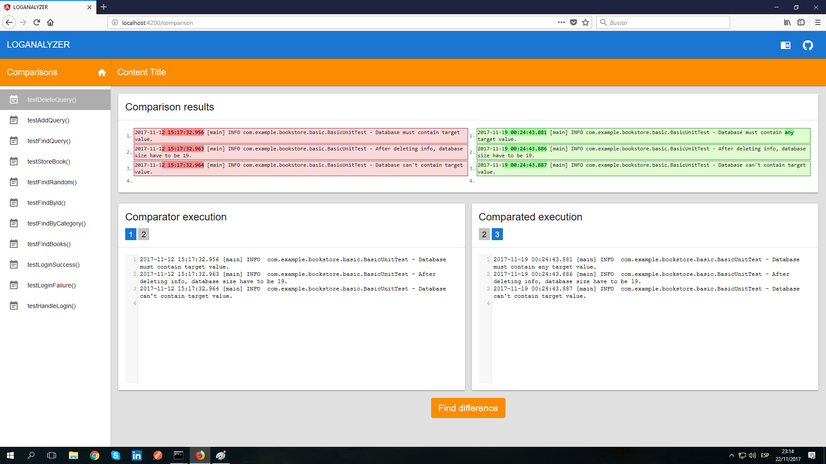 LOGANALYZER
localhost:4200/comparison
Buscar
LOGANALYZER
Comparisons
Content Title
testDeleteQuery()
testAddQuery()
testFindQuery()
testStoreBook()
testFindRandom()
testFindById()
testFindByCategory()
testFindBooks()
testLoginSuccess()
testLoginFailure()
testHandleLogin()
Comparison results
1. 2017-11-12 15:17:32.956 [main] INFO com.example.bookstore.basic.BasicUnitTest - Database must contain target
value.
2. 2017-11-12 15:17:32.963 [main] INFO com.example.bookstore.basic.BasicUnitTest - After deleting info, database
size have to be 19.
3. 2017-11-12 15:17:32.964 [main] INFO com.example.bookstore.basic.BasicUnitTest - Database can't contain target
value.
4.
1. 2017-11-19 00:24:43.881 [main] INFO com.example.bookstore.basic.BasicUnitTest - Database must contain any
target value.
2. 2017-11-19 00:24:43.886 [main] INFO com.example.bookstore.basic.BasicUnitTest - After deleting info, database
size have to be 19.
3. 2017-11-19 00:24:43.887 [main] INFO com.example.bookstore.basic.BasicUnitTest - Database can't contain target
value.
4.
Comparator execution
1 2
1 2017-11-12 15:17:32.956 [main] INFO com.example.bookstore.basic.BasicUnitTest - Database
must contain target value.
2 2017-11-12 15:17:32.963 [main] INFO com.example.bookstore.basic.BasicUnitTest - After
deleting info, database size have to be 19.
3 2017-11-12 15:17:32.964 [main] INFO com.example.bookstore.basic.BasicUnitTest - Database
can't contain target value.
4
Comparated execution
2 3
1 2017-11-19 00:24:43.881 [main] INFO com.example.bookstore.basic.BasicUnitTest - Database
must contain any target value.
2 2017-11-19 00:24:43.886 [main] INFO com.example.bookstore.basic.BasicUnitTest - After
deleting info, database size have to be 19.
3 2017-11-19 00:24:43.887 [main] INFO com.example.bookstore.basic.BasicUnitTest - Database
can't contain target value.
4
Find difference
ESP
23:14
22/11/2017